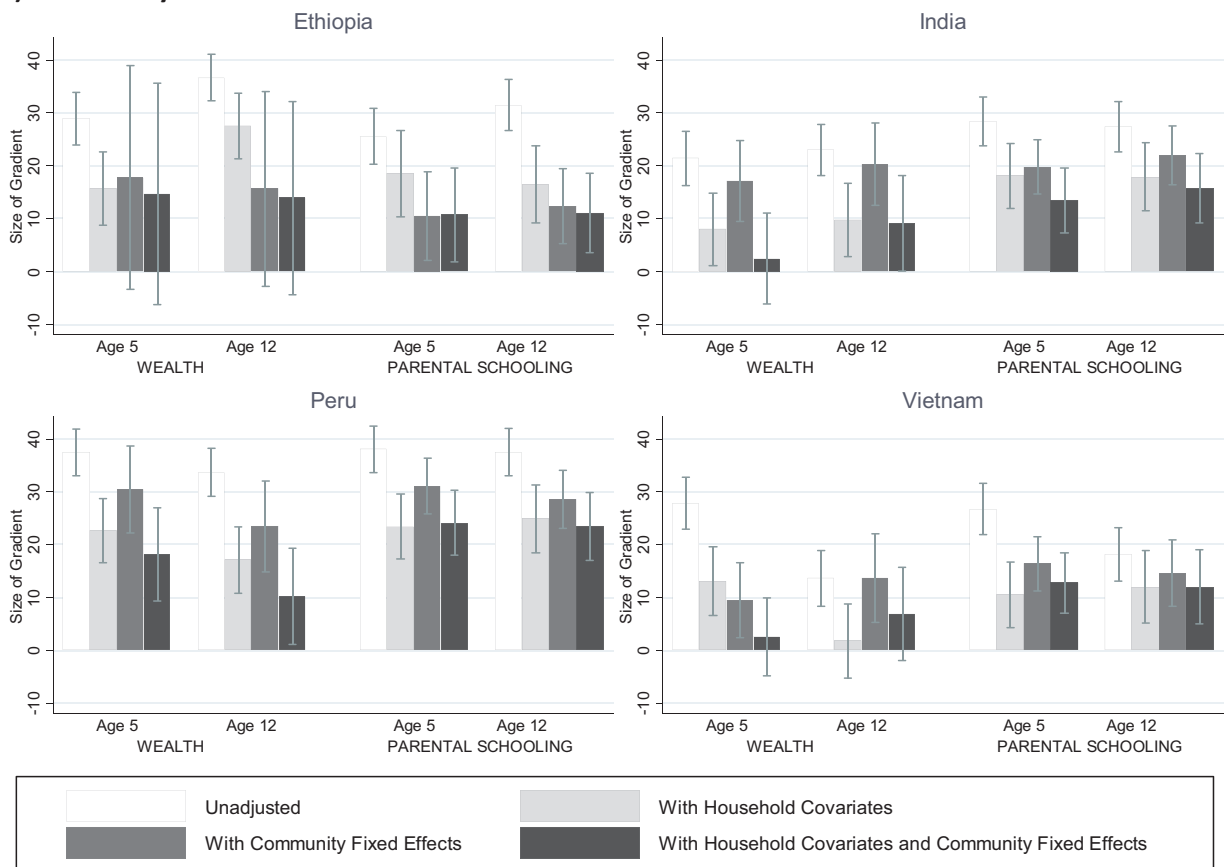 Ethiopia
India
Size of Gradient
-10 0 10 20 30 40
Age 5 Age 12 Age 5 Age 12
WEALTH PARENTAL SCHOOLING
Size of Gradient
-10 0 10 20 30 40
Age 5 Age 12 Age 5 Age 12
WEALTH PARENTAL SCHOOLING
Peru
Vietnam
Size of Gradient
-10 0 10 20 30 40
Age 5 Age 12 Age 5 Age 12
WEALTH PARENTAL SCHOOLING
Size of Gradient
-10 0 10 20 30 40
Age 5 Age 12 Age 5 Age 12
WEALTH PARENTAL SCHOOLING
Unadjusted
With Household Covariates
With Community Fixed Effects
With Household Covariates and Community Fixed Effects